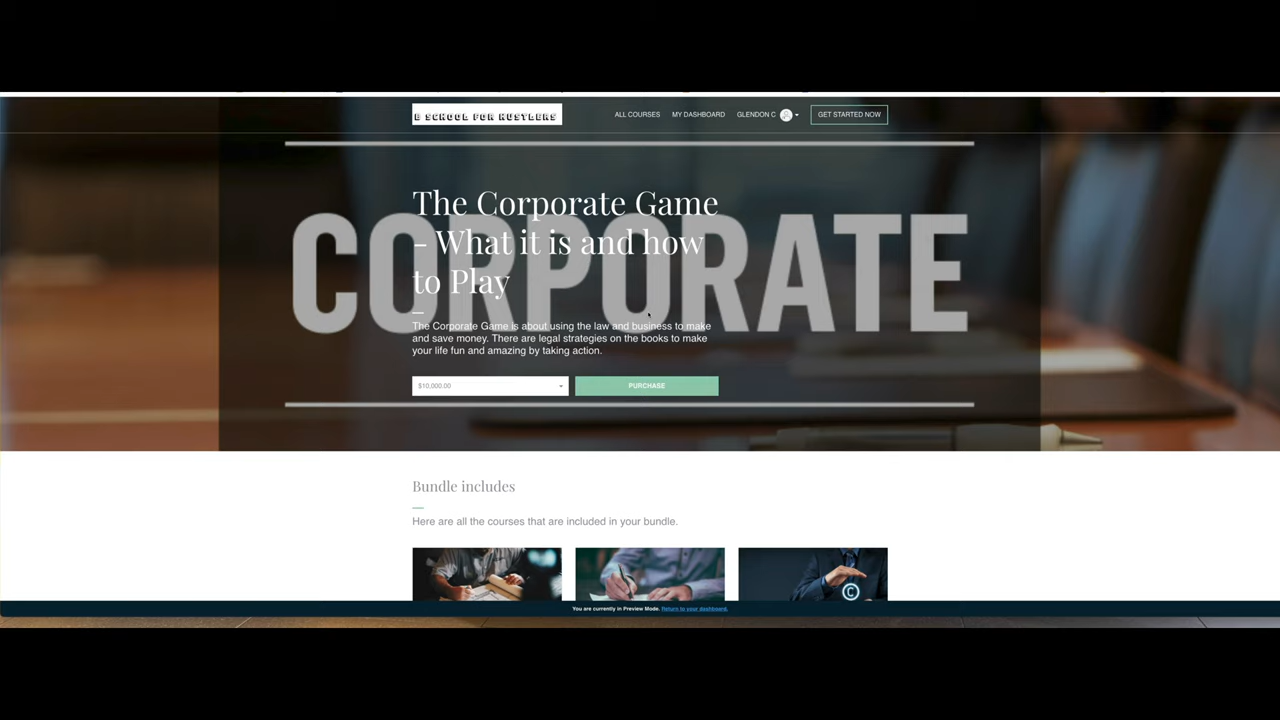 E SCHOOL FOR HUSTLERS
ALL COURSES
MY DASHBOARD
GLENDON C
GET STARTED NOW
CORPORATE
The Corporate Game
– What it is and how
to Play
The Corporate Game is about using the law and business to make
and save money. There are legal strategies on the books to make
your life fun and amazing by taking action.
$10,000.00
PURCHASE
Bundle includes
Here are all the courses that are included in your bundle.
©
You are currently in Preview Mode. Return to your dashboard.